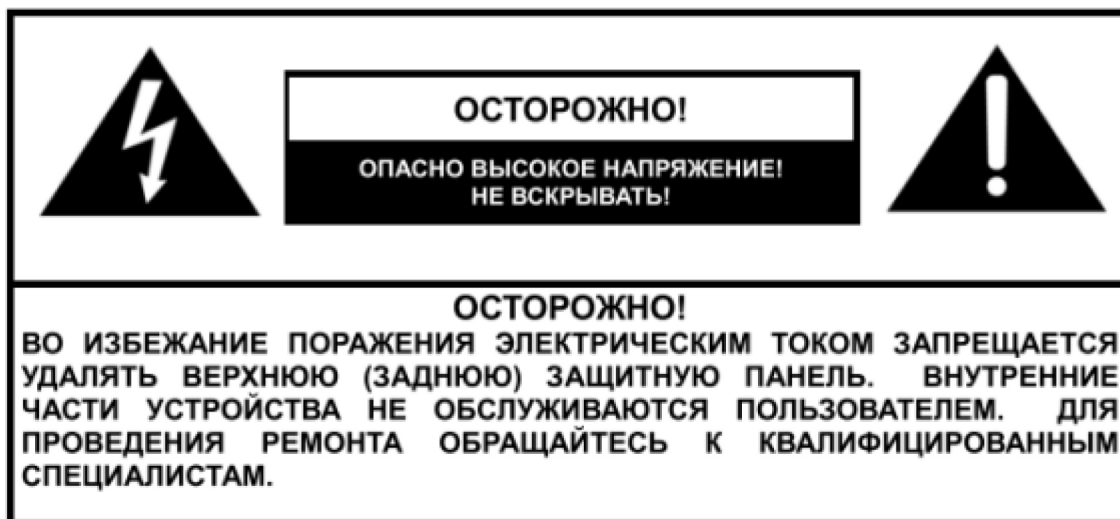 ОСТОРОЖНО!
ОПАСНО ВЫСОКОЕ НАПРЯЖЕНИЕ!
НЕ ВСКРЫВАТЬ!
ОСТОРОЖНО!
ВО ИЗБЕЖАНИЕ ПОРАЖЕНИЯ ЭЛЕКТРИЧЕСКИМ ТОКОМ ЗАПРЕЩАЕТСЯ
УДАЛЯТЬ ВЕРХНЮЮ (ЗАДНЮЮ) ЗАЩИТНУЮ ПАНЕЛЬ. ВНУТРЕННИЕ
ЧАСТИ УСТРОЙСТВА НЕ ОБСЛУЖИВАЮТСЯ ПОЛЬЗОВАТЕЛЕМ. ДЛЯ
ПРОВЕДЕНИЯ РЕМОНТА ОБРАЩАЙТЕСЬ К КВАЛИФИЦИРОВАННЫМ
СПЕЦИАЛИСТАМ.